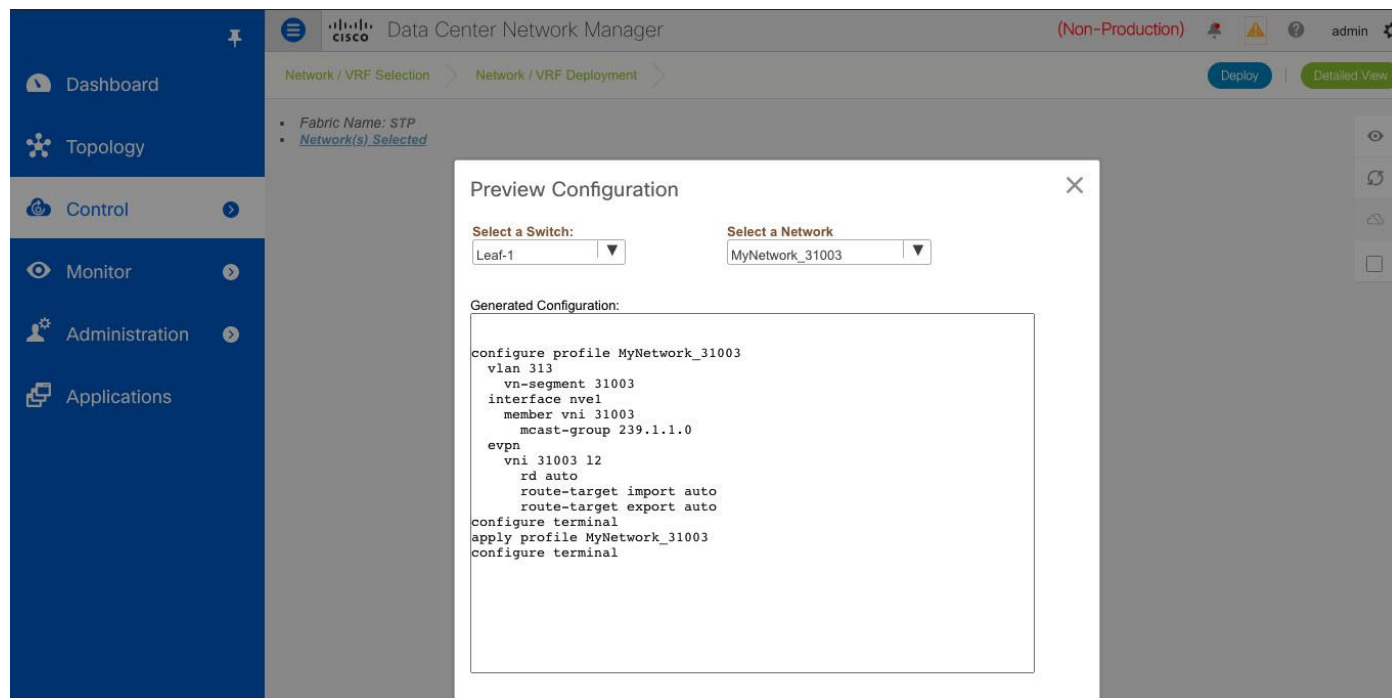 cisco Data Center Network Manager (Non-Production) admin
Dashboard
Topology
Control
Monitor
Administration
Applications
Network / VRF Selection Network / VRF Deployment Deploy Detailed View
Fabric Name: STP
Network(s) Selected
Preview Configuration
Select a Switch: Select a Network
Leaf-1 MyNetwork_31003
Generated Configuration:
configure profile MyNetwork_31003
vlan 313
vn-segment 31003
interface nve1
member vni 31003
mcast-group 239.1.1.0
evpn
vni 31003 l2
rd auto
route-target import auto
route-target export auto
configure terminal
apply profile MyNetwork_31003
configure terminal